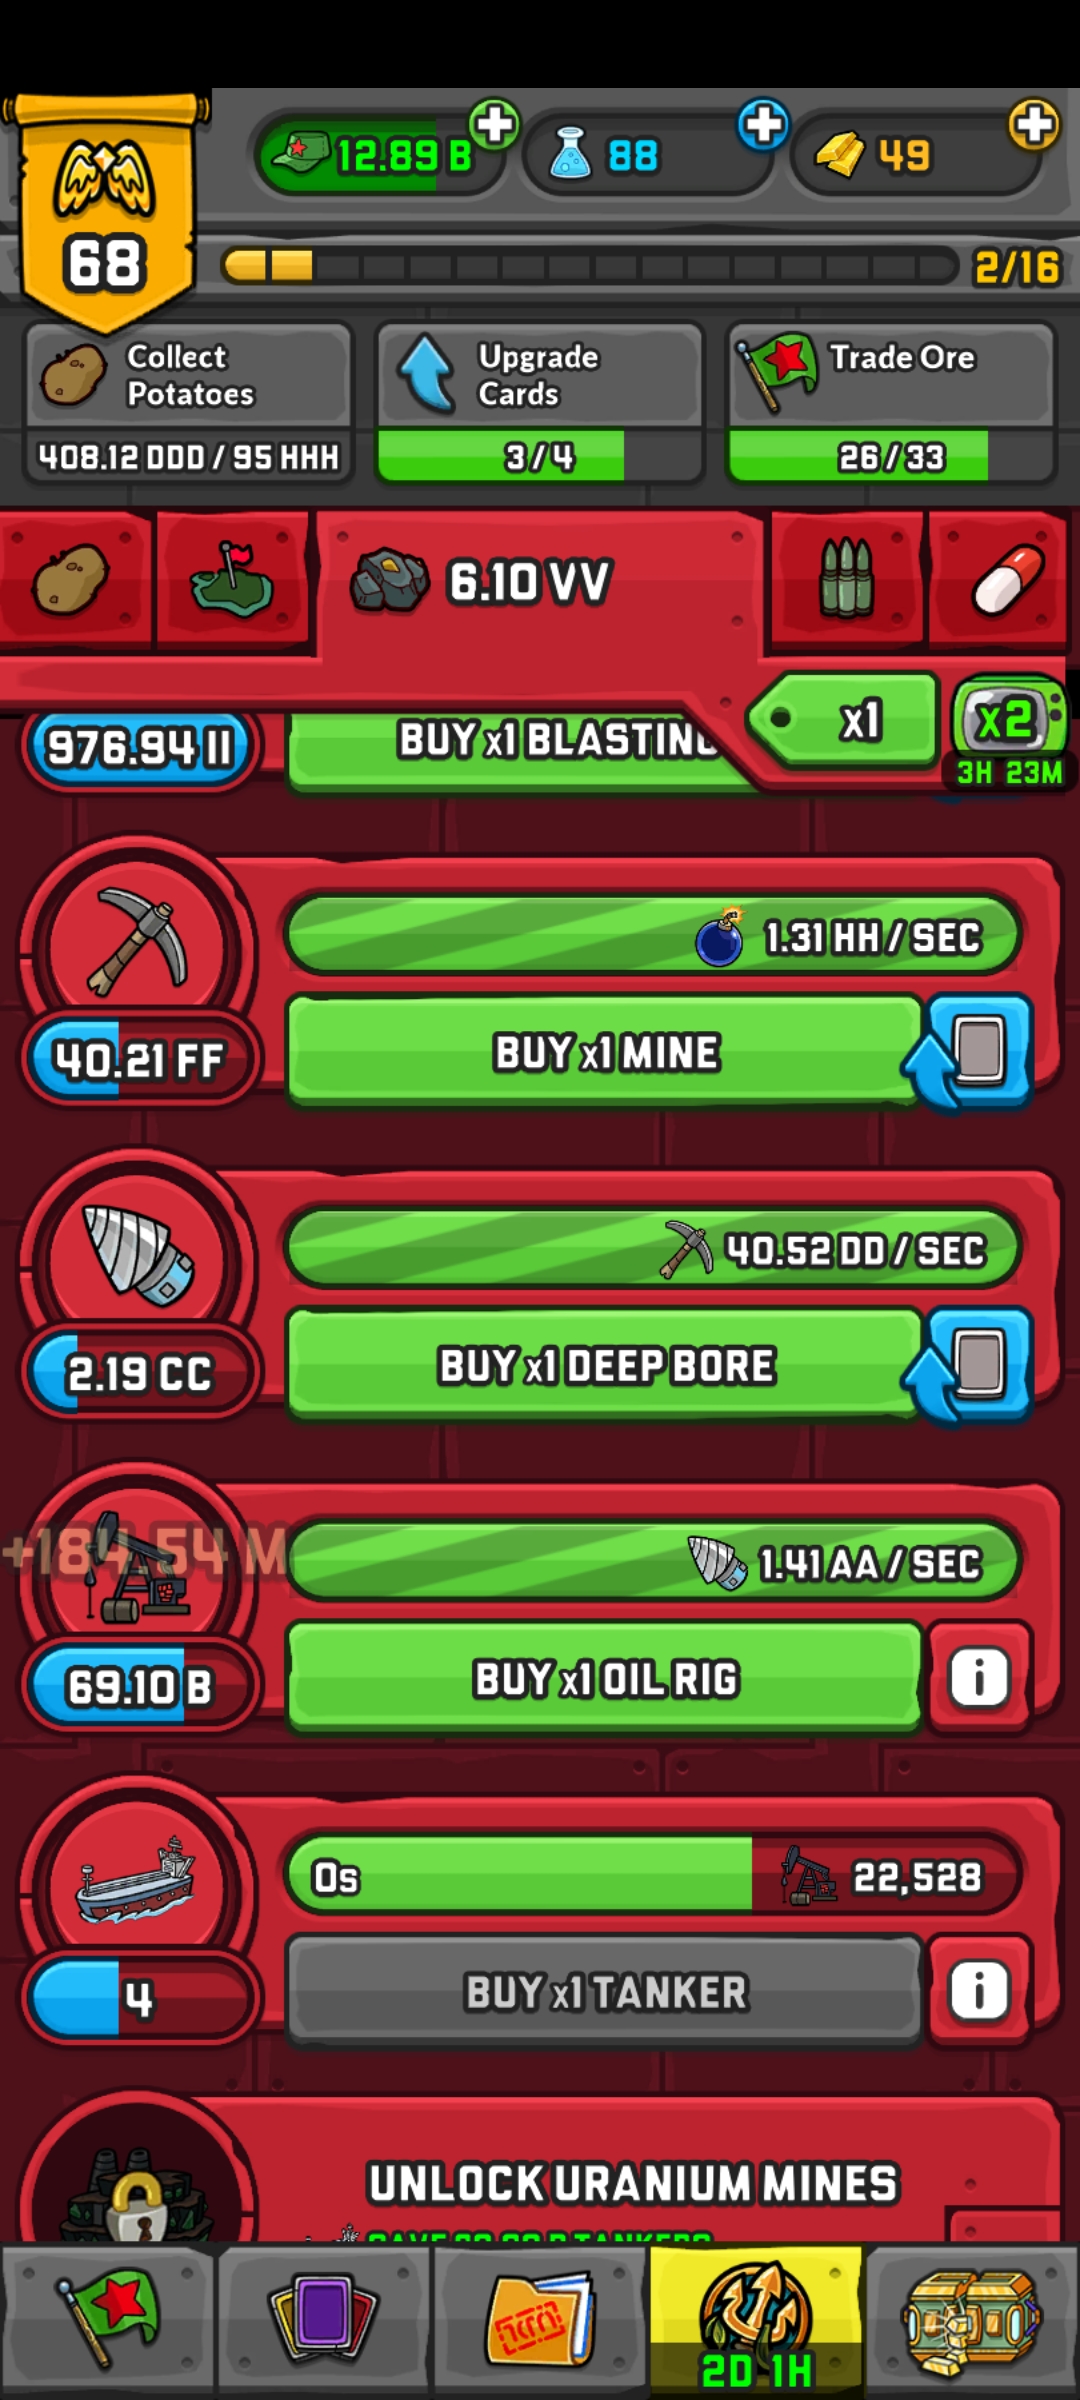 12.89 B
88
49
68
2/16
Collect
Potatoes
408.12 DDD / 95 HHH
Upgrade
Cards
3/4
Trade Ore
26/33
6.10 VV
x1
x2
3H 23M
976.94 II
BUY x1 BLASTING
1.31 HH / SEC
40.21 FF
BUY x1 MINE
40.52 DD / SEC
2.19 CC
BUY x1 DEEP BORE
+184.54 M
1.41 AA / SEC
69.10 B
BUY x1 OIL RIG
i
0s
22,528
4
BUY x1 TANKER
i
UNLOCK URANIUM MINES
2D 1H